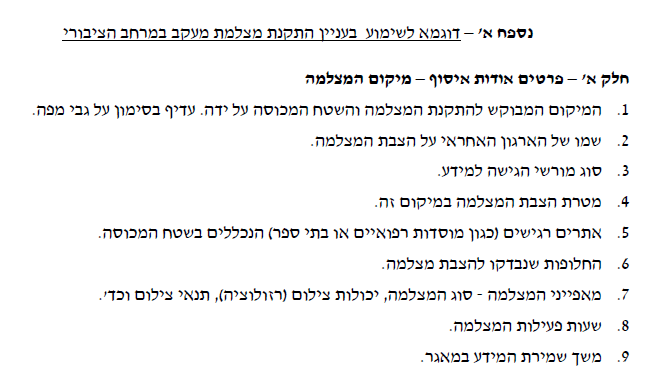 נספח א' – דוגמא לשימוע בעניין התקנת מצלמת מעקב במרחב הציבורי
חלק א' – פרטים אודות איסוף – מיקום המצלמה
1. המיקום המבוקש להתקנת המצלמה והשטח המכוסה על ידה. עדיף בסימון על גבי מפה.
2. שמו של הארגון האחראי על הצבת המצלמה.
3. סוג מורשי הגישה למידע.
4. מטרת הצבת המצלמה במיקום זה.
5. אתרים רגישים (כגון מוסדות רפואיים או בתי ספר) הנכללים בשטח המכוסה.
6. החלופות שנבדקו להצבת מצלמה.
7. מאפייני המצלמה - סוג המצלמה, יכולות צילום (רזולוציה), תנאי צילום וכד'.
8. שעות פעילות המצלמה.
9. משך שמירת המידע במאגר.